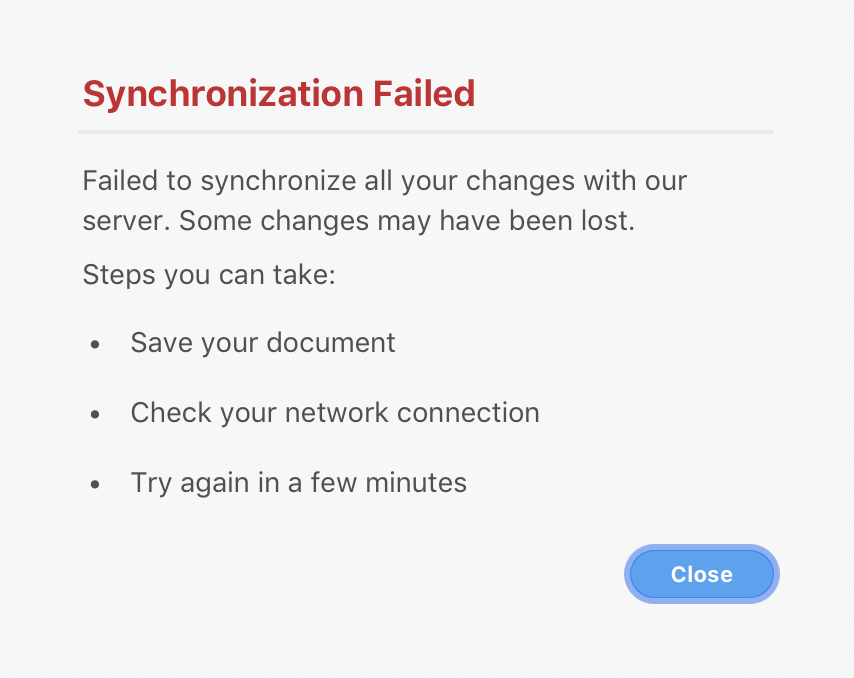 Synchronization Failed
Failed to synchronize all your changes with our
server. Some changes may have been lost.
Steps you can take:
• Save your document
• Check your network connection
• Try again in a few minutes
Close